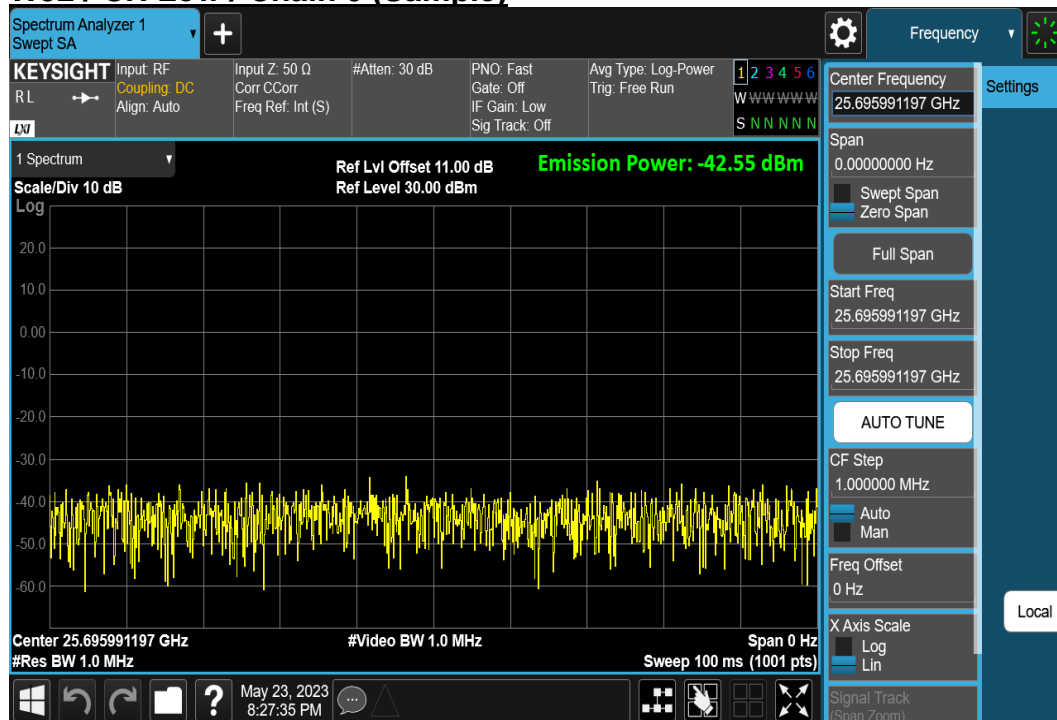 Spectrum Analyzer 1
Swept SA
+
Frequency
KEYSIGHT
RL
LXI
Input: RF
Coupling: DC
Align: Auto
Input Z: 50 Ω
Corr CCorr
Freq Ref: Int (S)
#Atten: 30 dB
PNO: Fast
Gate: Off
IF Gain: Low
Sig Track: Off
Avg Type: Log-Power
Trig: Free Run
1 2 3 4 5 6
W W W W W W
S N N N N N
1 Spectrum
Scale/Div 10 dB
Log
Ref Lvl Offset 11.00 dB
Ref Level 30.00 dBm
Emission Power: -42.55 dBm
20.0
10.0
0.00
-10.0
-20.0
-30.0
-40.0
-50.0
-60.0
Center 25.695991197 GHz
#Res BW 1.0 MHz
#Video BW 1.0 MHz
Span 0 Hz
Sweep 100 ms (1001 pts)
?
May 23, 2023
8:27:35 PM
Center Frequency
25.695991197 GHz
Span
0.00000000 Hz
Swept Span
Zero Span
Full Span
Start Freq
25.695991197 GHz
Stop Freq
25.695991197 GHz
AUTO TUNE
CF Step
1.000000 MHz
Auto
Man
Freq Offset
0 Hz
X Axis Scale
Log
Lin
Signal Track
(Span Zoom)
Settings
Local